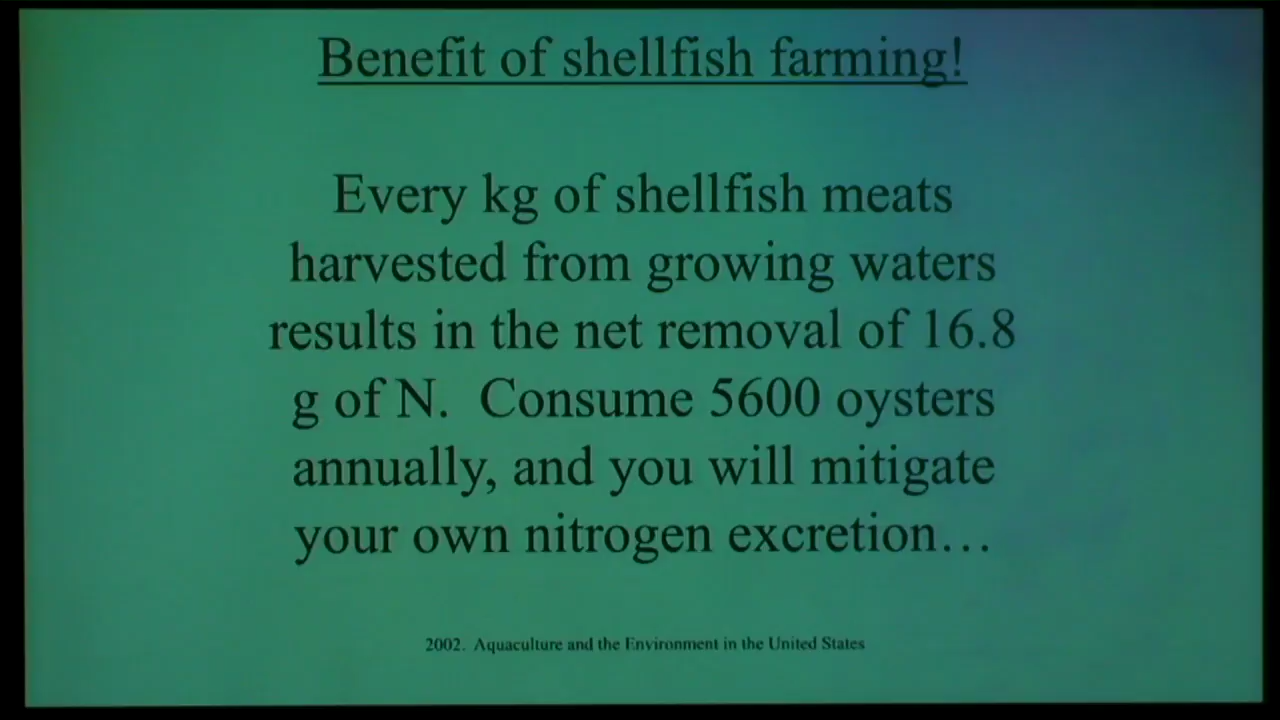 Benefit of shellfish farming!
Every kg of shellfish meats
harvested from growing waters
results in the net removal of 16.8
g of N.  Consume 5600 oysters
annually, and you will mitigate
your own nitrogen excretion…
2002.  Aquaculture and the Environment in the United States